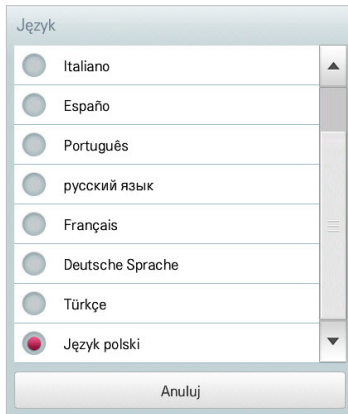 Język
Italiano
Españo
Português
русский язык
Français
Deutsche Sprache
Türkçe
Język polski
Anuluj